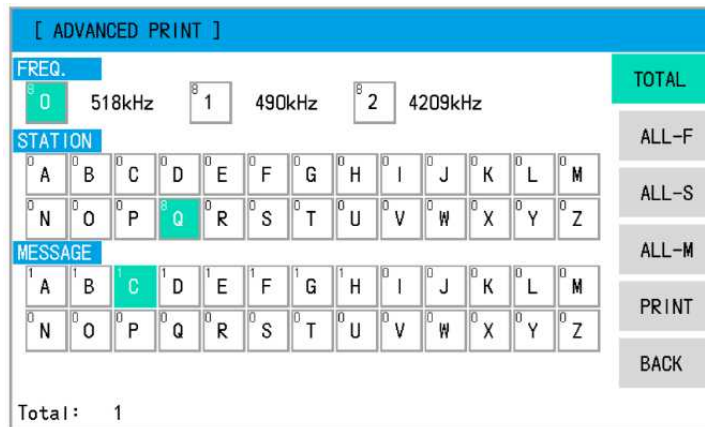 [ ADVANCED PRINT ]
FREQ.
8 0 518kHz 8 1 490kHz 8 2 4209kHz
STATION
0 A 0 B 0 C 0 D 0 E 0 F 0 G 0 H 0 I 0 J 0 K 0 L 0 M
0 N 0 O 0 P 8 Q 0 R 0 S 0 T 0 U 0 V 0 W 0 X 0 Y 0 Z
MESSAGE
1 A 1 B 1 C 1 D 1 E 1 F 1 G 1 H 0 I 0 J 0 K 0 L 0 M
0 N 0 O 0 P 0 Q 0 R 0 S 0 T 0 U 0 V 0 W 0 X 0 Y 0 Z
Total: 1
TOTAL
ALL-F
ALL-S
ALL-M
PRINT
BACK